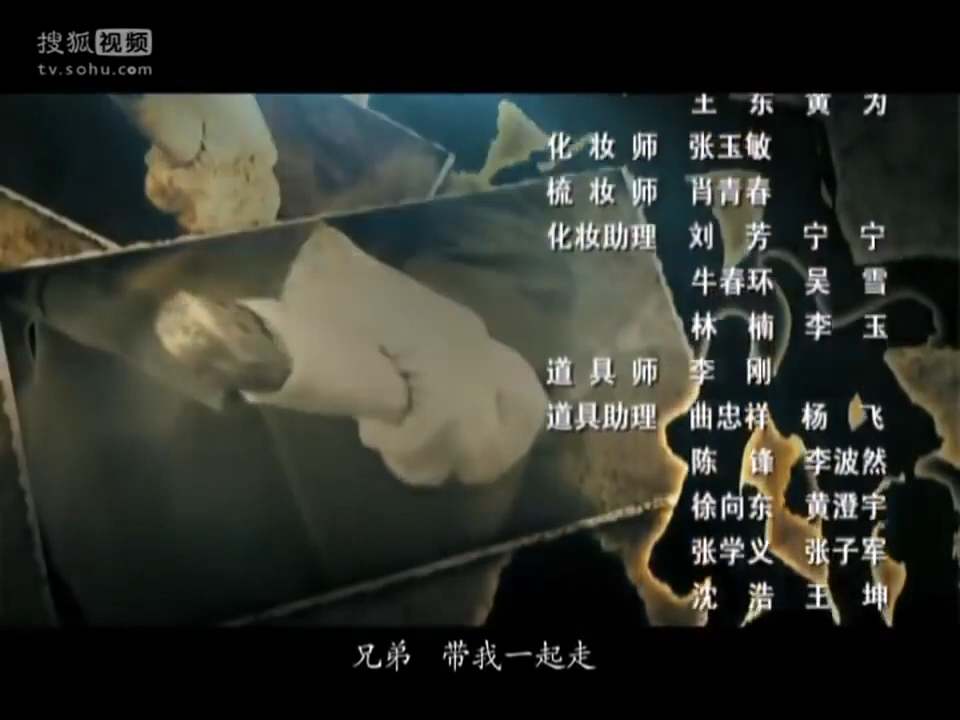 搜狐视频
tv.sohu.com
王 东 黄 为
化 妆 师 张玉敏
梳 妆 师 肖青春
化妆助理 刘 芳 宁 宁
牛春环 吴 雪
林 楠 李 玉
道 具 师 李 刚
道具助理 曲忠祥 杨 飞
陈 锋 李波然
徐向东 黄澄宇
张学义 张子军
沈 浩 王 坤
兄弟 带我一起走